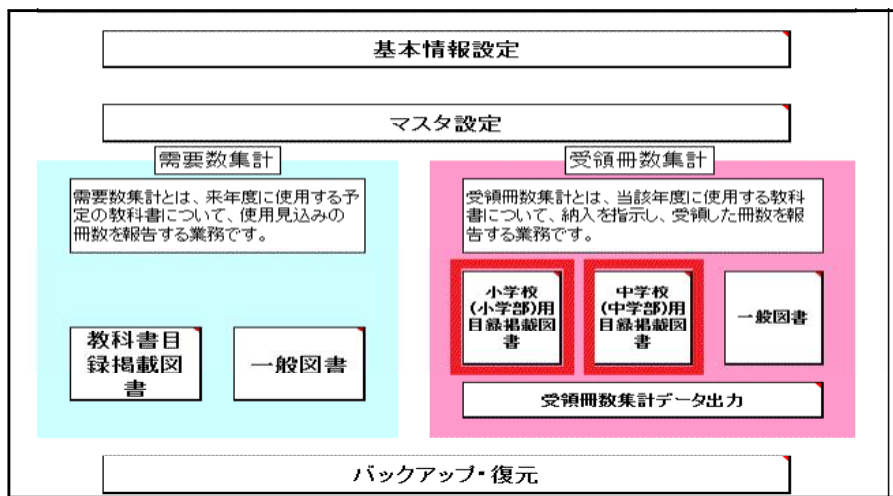 基本情報設定
マスタ設定
需要数集計
需要数集計とは、来年度に使用する予
定の教科書について、使用見込みの
冊数を報告する業務です。
教科書目
録掲載図
書
一般図書
受領冊数集計
受領冊数集計とは、当該年度に使用する教科
書について、納入を指示し、受領した冊数を報
告する業務です。
小学校
(小学部)用
目録掲載図
書
中学校
(中学部)用
目録掲載図
書
一般図書
受領冊数集計データ出力
バックアップ・復元